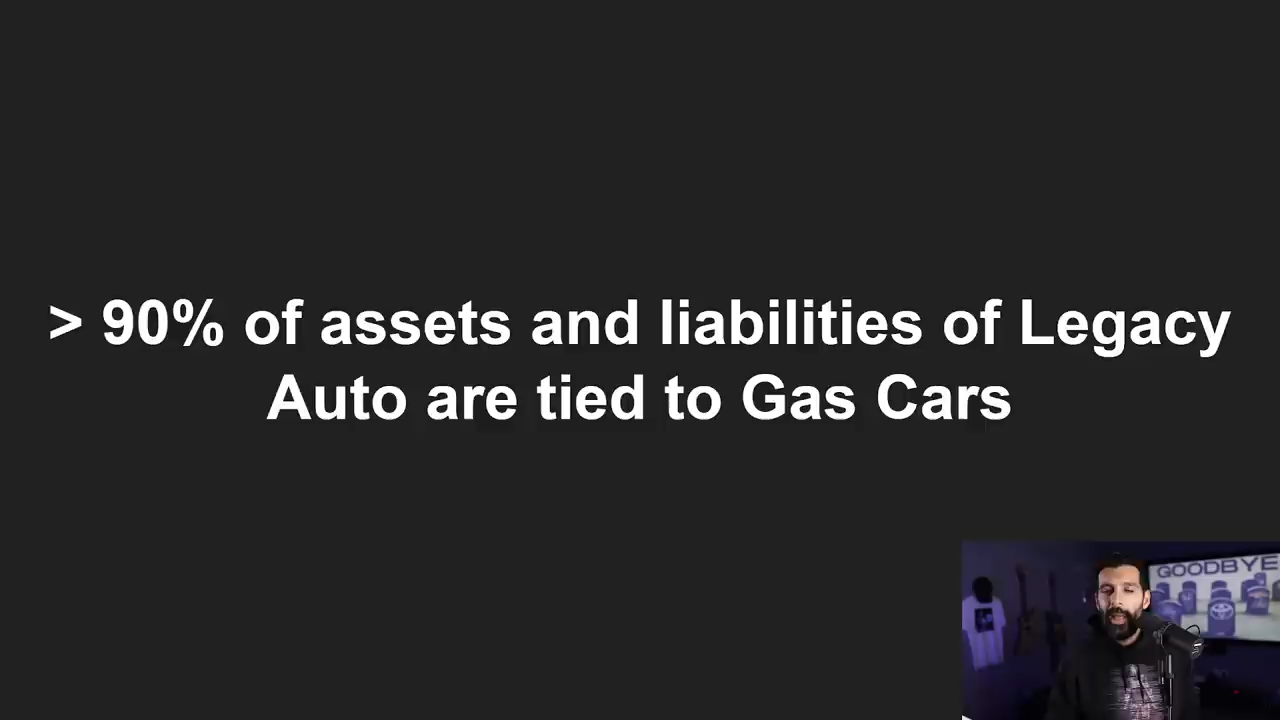 > 90% of assets and liabilities of Legacy
Auto are tied to Gas Cars
GOODBYE